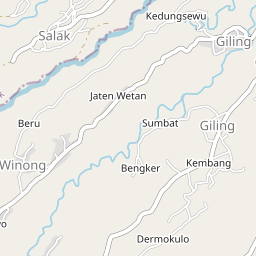 Kedungsewu
Salak
Giling
Jaten Wetan
Beru
Sumbat
Giling
Winong
Kembang
Bengker
Dermokulo